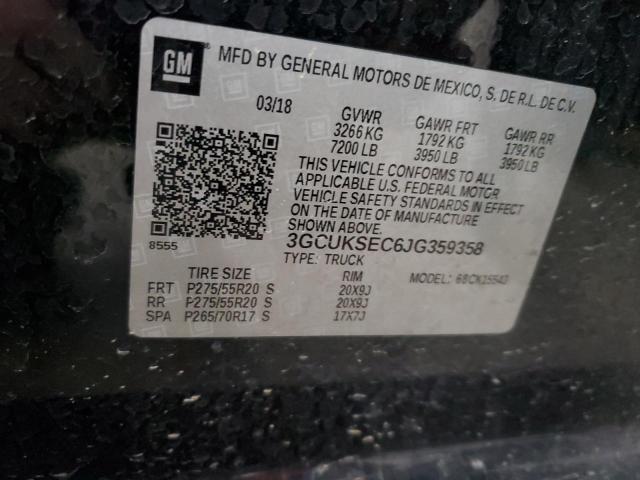 GM
MFD BY GENERAL MOTORS DE MEXICO, S. DE R.L. DE C.V.
03/18 GVWR GAWR FRT GAWR RR
3266 KG 1792 KG 1792 KG
7200 LB 3950 LB 3950 LB
THIS VEHICLE CONFORMS TO ALL
APPLICABLE U.S. FEDERAL MOTOR
VEHICLE SAFETY STANDARDS IN EFFECT
ON THE DATE OF MANUFACTURE
SHOWN ABOVE.
8555 3GCUKSEC6JG359358
TYPE: TRUCK MODEL:
TIRE SIZE RIM
FRT P275/55R20 S 20X9J
RR P275/55R20 S 20X9J
SPA P265/70R17 S 17X7J